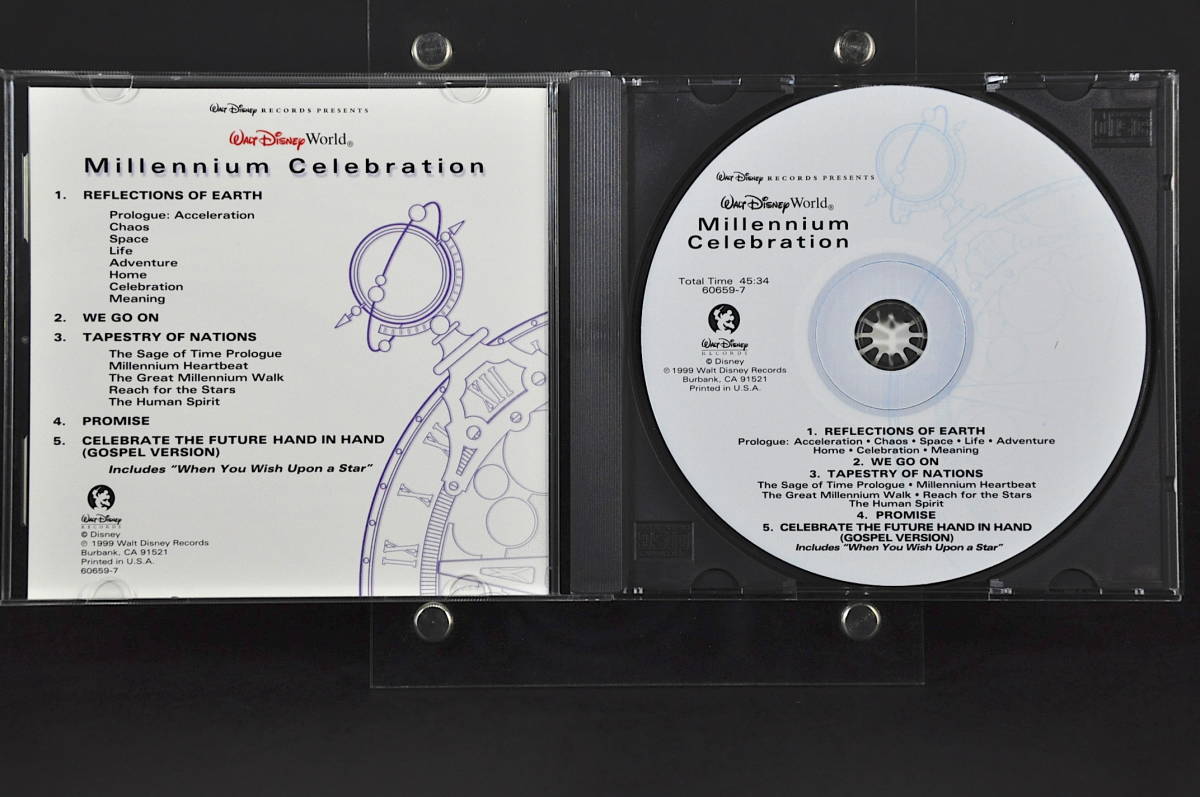 Walt Disney RECORDS PRESENTS
Walt Disney World®
Millennium Celebration
1. REFLECTIONS OF EARTH
Prologue: Acceleration
Chaos
Space
Life
Adventure
Home
Celebration
Meaning
2. WE GO ON
3. TAPESTRY OF NATIONS
The Sage of Time Prologue
Millennium Heartbeat
The Great Millennium Walk
Reach for the Stars
The Human Spirit
4. PROMISE
5. CELEBRATE THE FUTURE HAND IN HAND
(GOSPEL VERSION)
Includes "When You Wish Upon a Star"
Walt Disney
RECORDS
© Disney
℗ 1999 Walt Disney Records
Burbank, CA 91521
Printed in U.S.A.
60659-7
XII
X
IX
Walt Disney RECORDS PRESENTS
Walt Disney World®
Millennium
Celebration
Total Time 45:34
60659-7
Walt Disney
RECORDS
© Disney
℗ 1999 Walt Disney Records
Burbank, CA 91521
Printed in U.S.A.
1. REFLECTIONS OF EARTH
Prologue: Acceleration • Chaos • Space • Life • Adventure
Home • Celebration • Meaning
2. WE GO ON
3. TAPESTRY OF NATIONS
The Sage of Time Prologue • Millennium Heartbeat
The Great Millennium Walk • Reach for the Stars
The Human Spirit
4. PROMISE
5. CELEBRATE THE FUTURE HAND IN HAND
(GOSPEL VERSION)
Includes "When You Wish Upon a Star"